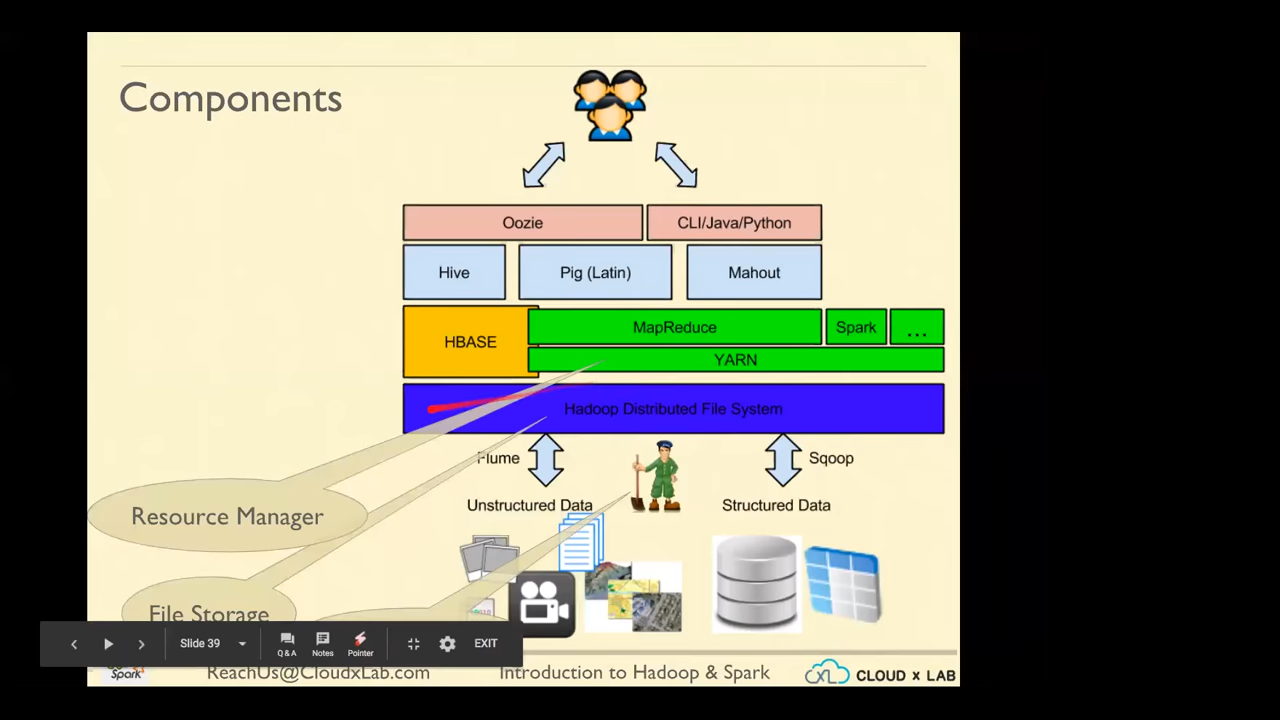 Components
Oozie
CLI/Java/Python
Hive
Pig (Latin)
Mahout
HBASE
MapReduce
Spark
...
YARN
Hadoop Distributed File System
Flume
Sqoop
Unstructured Data
Structured Data
Resource Manager
File Storage
Slide 39
Q & A
Notes
Pointer
EXIT
Spark
ReachUs@CloudxLab.com
Introduction to Hadoop & Spark
CLOUD x LAB